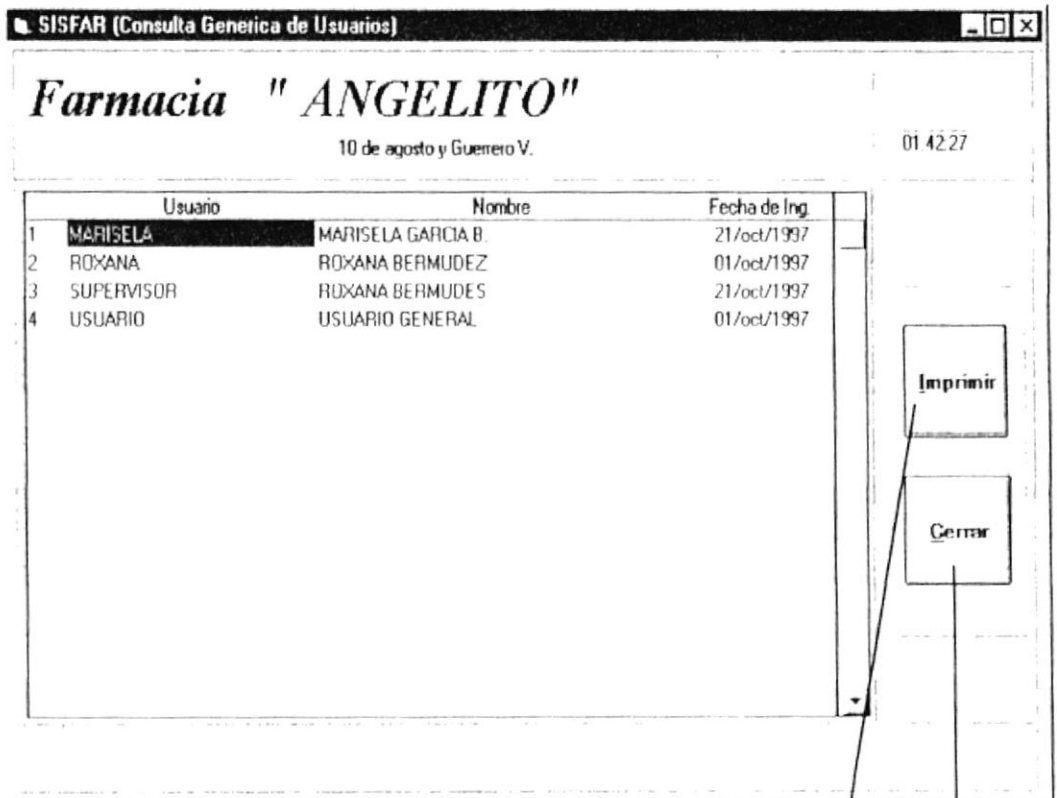 SISFAR (Consulta Generica de Usuarios)
Farmacia " ANGELITO"
10 de agosto y Guerrero V.
01:42:27
Usuario Nombre Fecha de Ing.
1 MARISELA MARISELA GARCIA B. 21/oct/1997
2 ROXANA ROXANA BERMUDEZ 01/oct/1997
3 SUPERVISOR ROXANA BERMUDES 21/oct/1997
4 USUARIO USUARIO GENERAL 01/oct/1997
Imprimir
Cerrar